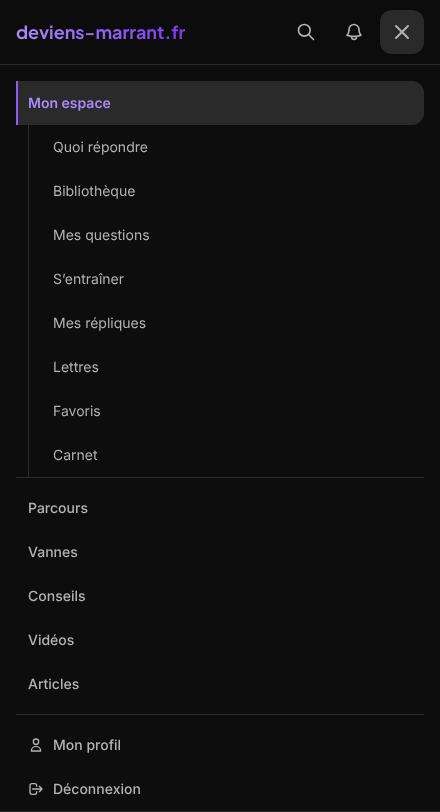 deviens-marrant.fr
Mon espace
Quoi répondre
Bibliothèque
Mes questions
S’entraîner
Mes répliques
Lettres
Favoris
Carnet
Parcours
Vannes
Conseils
Vidéos
Articles
Mon profil
Déconnexion